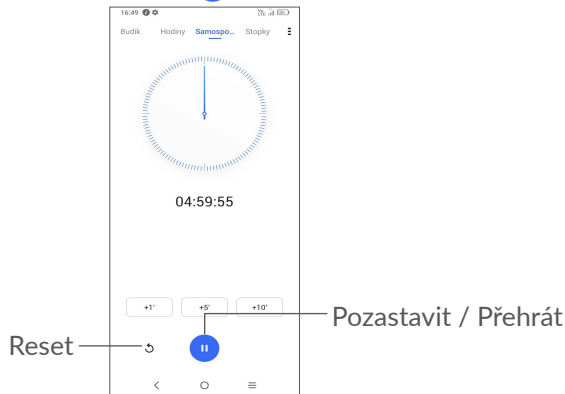 16:49
Budík Hodiny Samospo... Stopky
04:59:55
+1' +5' +10'
Pozastavit / Přehrát
Reset